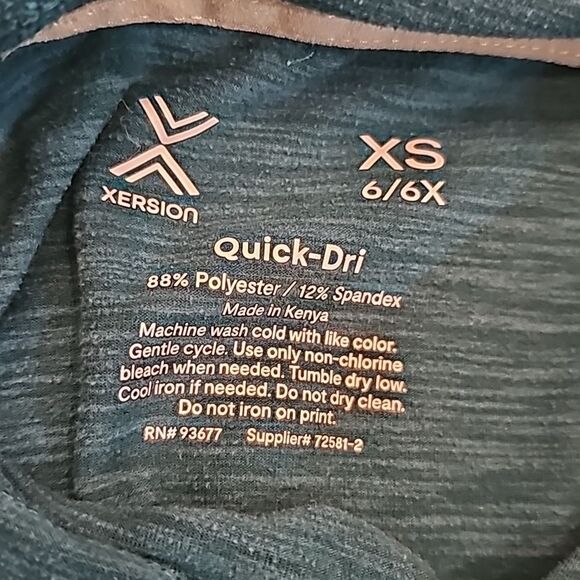 XERSION
XS
6/6X
Quick-Dri
88% Polyester / 12% Spandex
Made in Kenya
Machine wash cold with like color.
Gentle cycle. Use only non-chlorine
bleach when needed. Tumble dry low.
Cool iron if needed. Do not dry clean.
Do not iron on print.
RN# 93677 Supplier# 72581-2